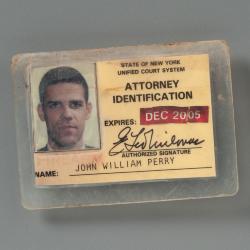 STATE OF NEW YORK
UNIFIED COURT SYSTEM
ATTORNEY
IDENTIFICATION
EXPIRES: DEC 2005
AUTHORIZED SIGNATURE
NAME: JOHN WILLIAM PERRY